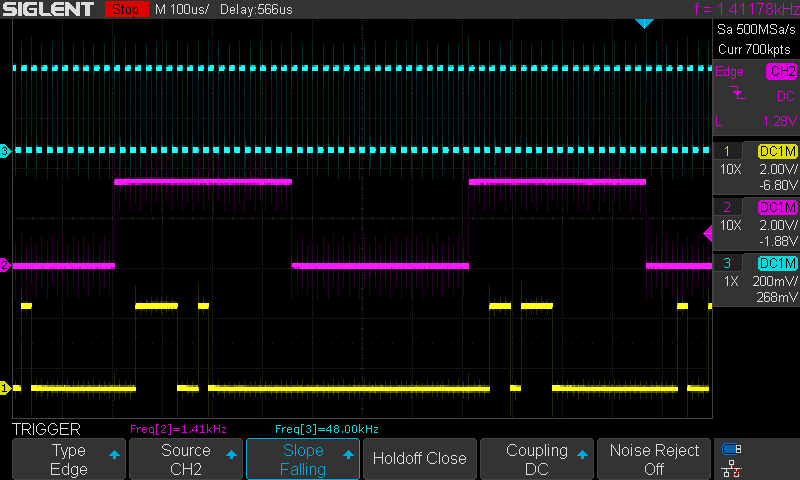 SIGLENT Stop M 100us/ Delay:566us f = 1.41178kHz
Sa 500MSa/s
Curr 700kpts
Edge CH2
DC
L 1.28V
3
1 DC1M
10X 2.00V/
-6.80V
2 DC1M
10X 2.00V/
-1.88V
2
3 DC1M
1X 200mV/
268mV
1
TRIGGER Freq[2]=1.41kHz Freq[3]=48.00kHz
Type
Edge
Source
CH2
Slope
Falling
Holdoff Close
Coupling
DC
Noise Reject
Off